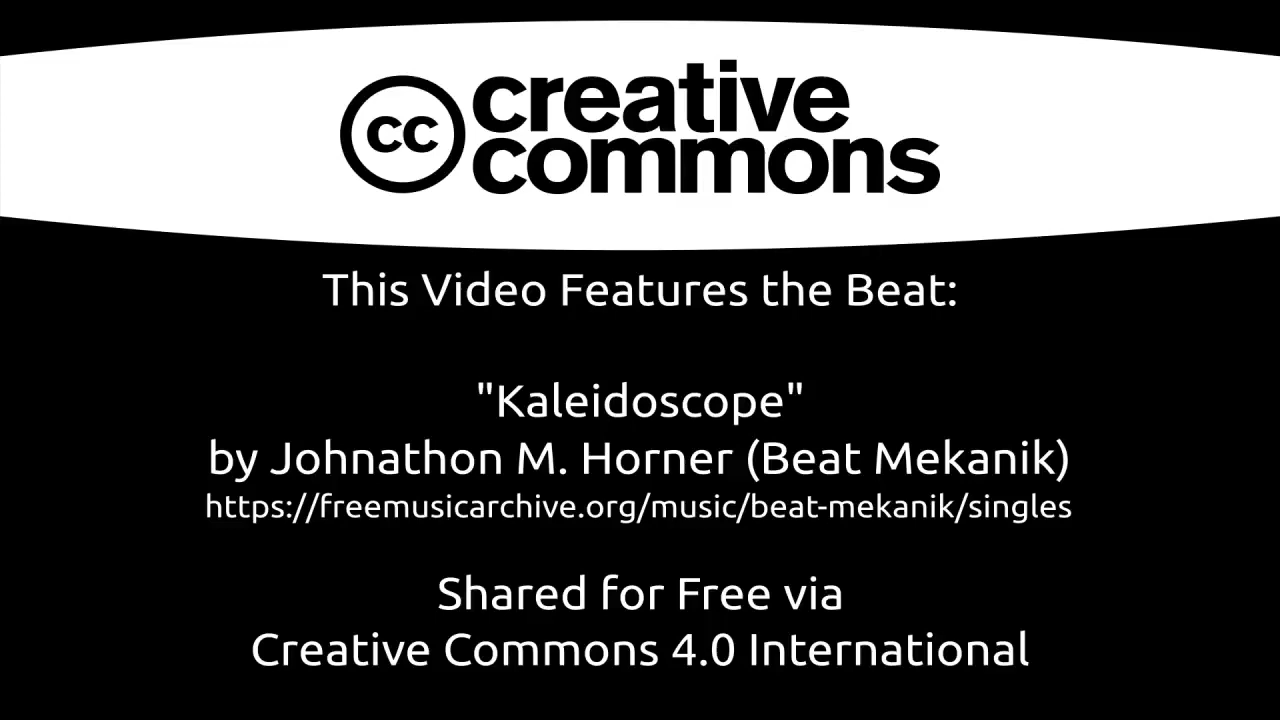 cc creative
commons
This Video Features the Beat:
"Kaleidoscope"
by Johnathon M. Horner (Beat Mekanik)
https://freemusicarchive.org/music/beat-mekanik/singles
Shared for Free via
Creative Commons 4.0 International